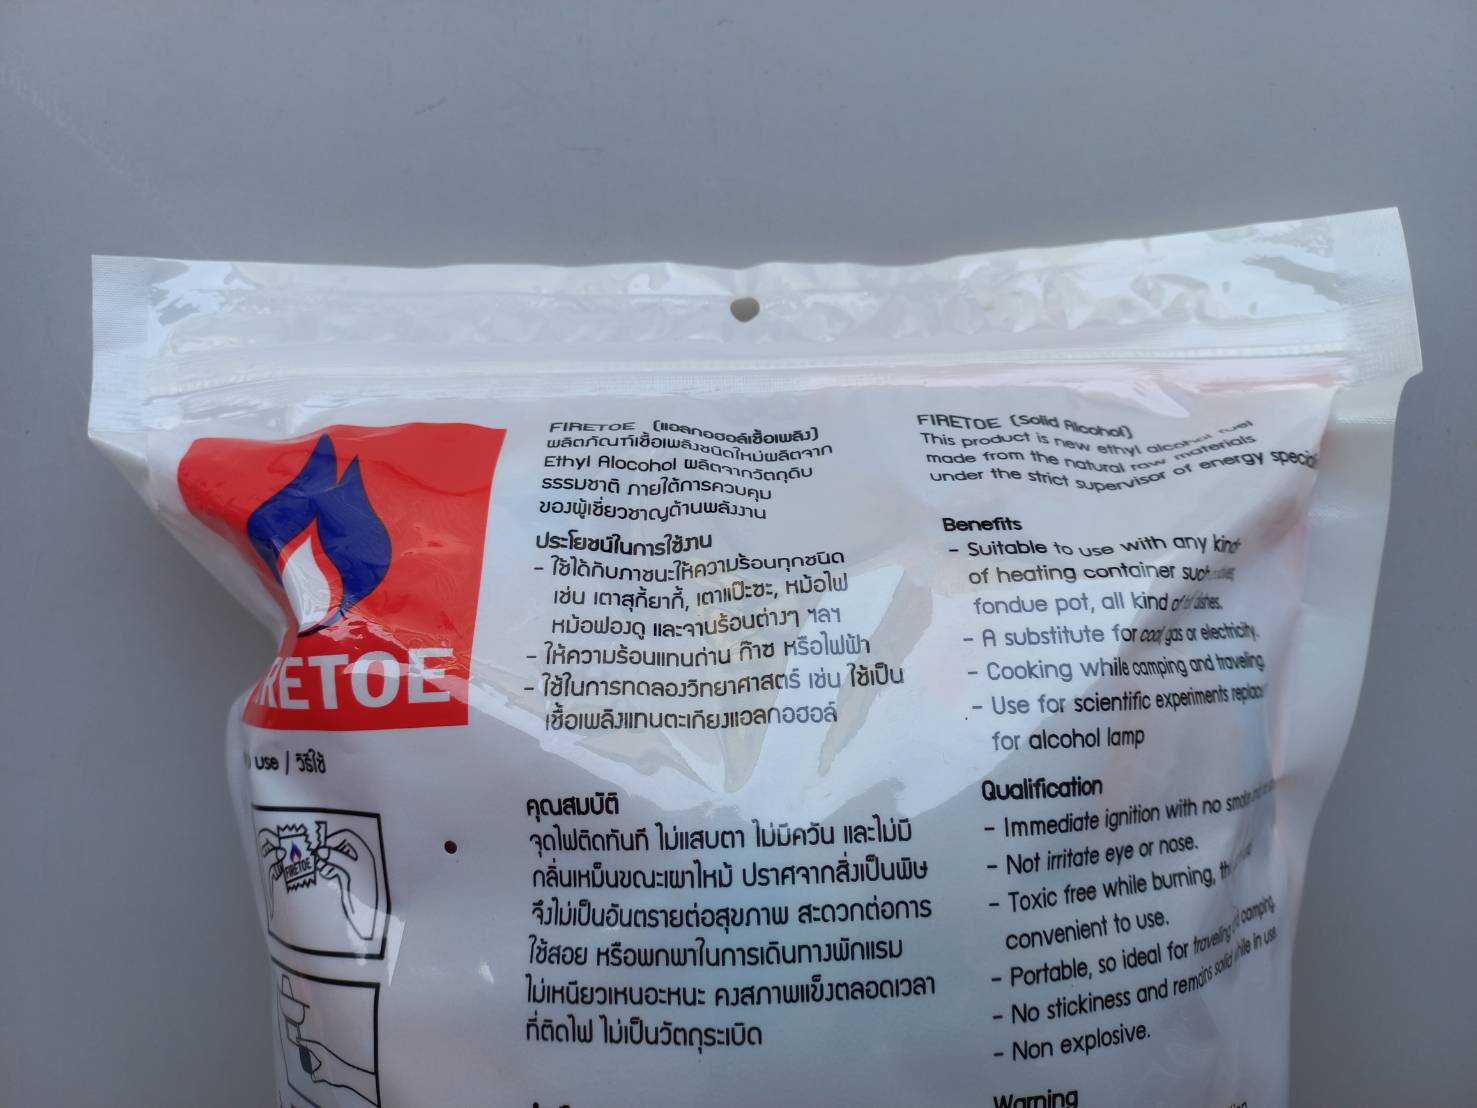 FIRETOE
use / วิธีใช้
FIRETOE
FIRETOE (แอลกอฮอล์เชื้อเพลิง)
ผลิตภัณฑ์เชื้อเพลิงชนิดใหม่ผลิตจาก
Ethyl Alocohol ผลิตจากวัตถุดิบ
ธรรมชาติ ภายใต้การควบคุม
ของผู้เชี่ยวชาญด้านพลังงาน
ประโยชน์ในการใช้งาน
- ใช้ได้กับภาชนะให้ความร้อนทุกชนิด
เช่น เตาสุกี้ยากี้, เตาแป๊ะซะ, หม้อไฟ
หม้อฟองดู และจานร้อนต่างๆ ฯลฯ
- ให้ความร้อนแทนถ่าน ก๊าซ หรือไฟฟ้า
- ใช้ในการทดลองวิทยาศาสตร์ เช่น ใช้เป็น
เชื้อเพลิงแทนตะเกียงแอลกอฮอล์
คุณสมบัติ
จุดไฟติดทันที ไม่แสบตา ไม่มีควัน และไม่มี
กลิ่นเหม็นขณะเผาไหม้ ปราศจากสิ่งเป็นพิษ
จึงไม่เป็นอันตรายต่อสุขภาพ สะดวกต่อการ
ใช้สอย หรือพกพาในการเดินทางพักแรม
ไม่เหนียวเหนอะหนะ คงสภาพแข็งตลอดเวลา
ที่ติดไฟ ไม่เป็นวัตถุระเบิด
FIRETOE (Solid Alcohol)
This product is new ethyl alcohol fuel
made from the natural raw materials
under the strict supervisor of energy special
Benefits
- Suitable to use with any kind
of heating container such
fondue pot, all kind of dishes.
- A substitute for coal, gas or electricity.
- Cooking while camping and traveling.
- Use for scientific experiments replace
for alcohol lamp
Qualification
- Immediate ignition with no smoke
- Not irritate eye or nose.
- Toxic free while burning,
convenient to use.
- Portable, so ideal for traveling camping.
- No stickiness and remains solid while in use.
- Non explosive.
Warning